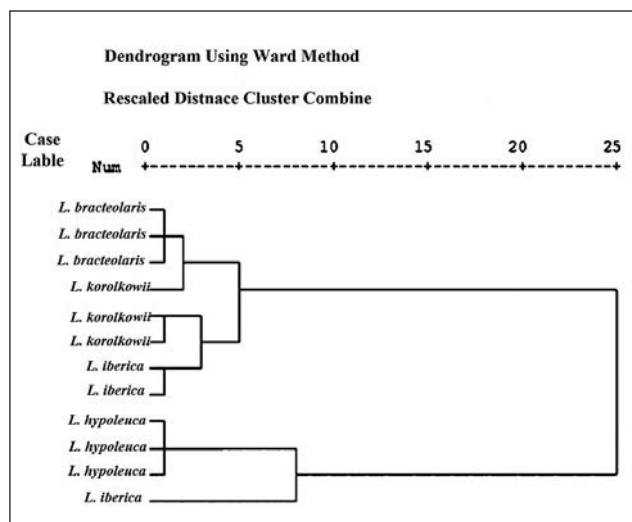 Dendrogram Using Ward Method
Rescaled Distnace Cluster Combine
Case
Lable
Num
0 5 10 15 20 25
L. bracteolaris
L. bracteolaris
L. bracteolaris
L. korolkowii
L. korolkowii
L. korolkowii
L. iberica
L. iberica
L. hypoleuca
L. hypoleuca
L. hypoleuca
L. iberica